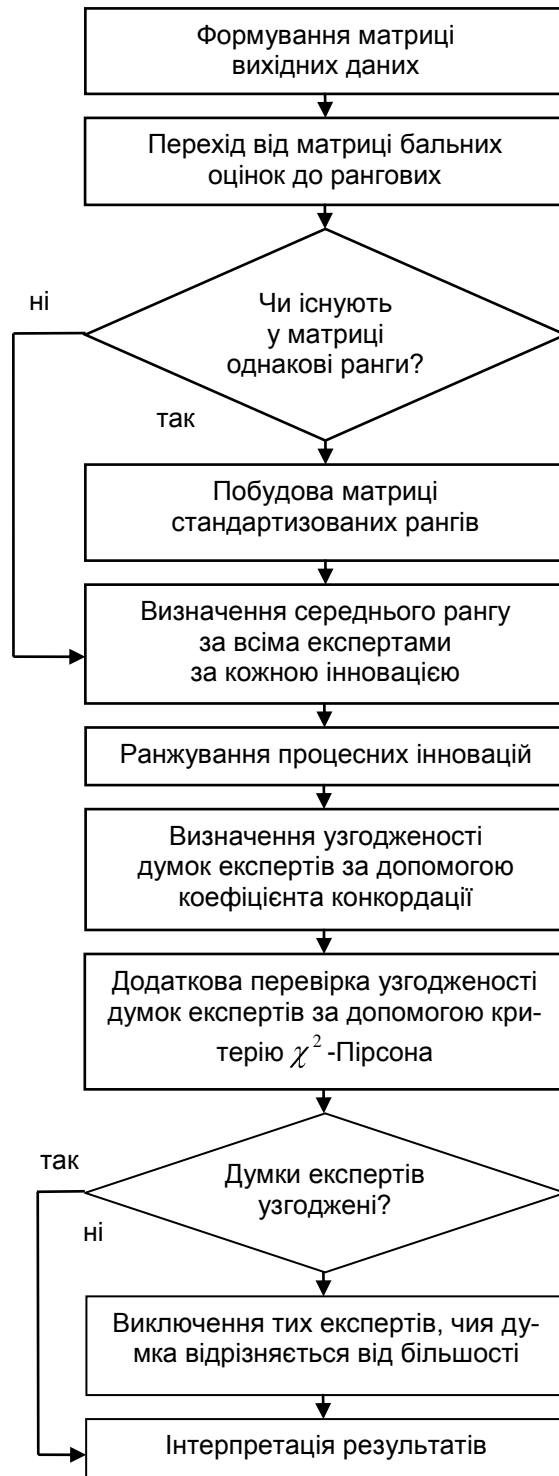 Формування матриці
вихідних даних
Перехід від матриці бальних
оцінок до рангових
ні
Чи існують
у матриці
однакові ранги?
так
Побудова матриці
стандартизованих рангів
Визначення середнього рангу
за всіма експертами
за кожною інновацією
Ранжування процесних інновацій
Визначення узгодженості
думок експертів за допомогою
коефіцієнта конкордації
Додаткова перевірка узгодженості
думок експертів за допомогою кри-
терію χ² -Пірсона
так
Думки експертів
узгоджені?
ні
Виключення тих експертів, чия ду-
мка відрізняється від більшості
Інтерпретація результатів